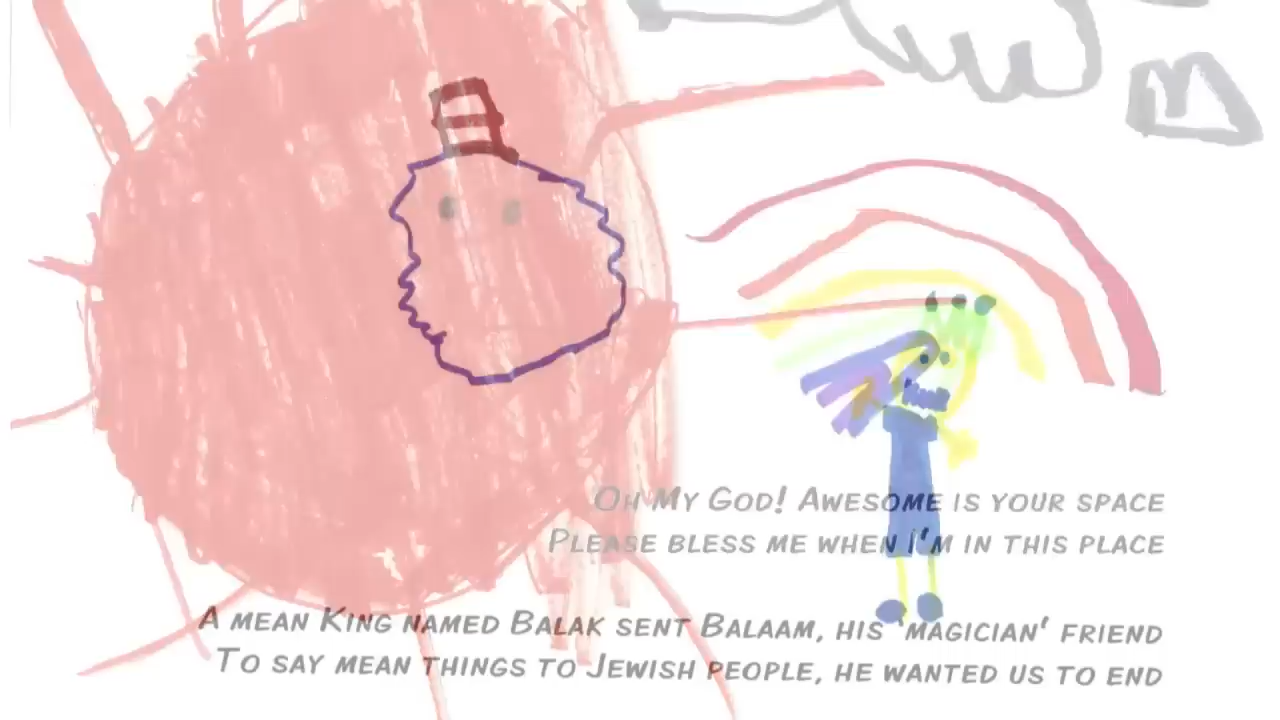 Oh My God! Awesome is your space
Please bless me when I'm in this place
A mean King named Balak sent Balaam, his 'magician' friend
To say mean things to Jewish people, he wanted us to end